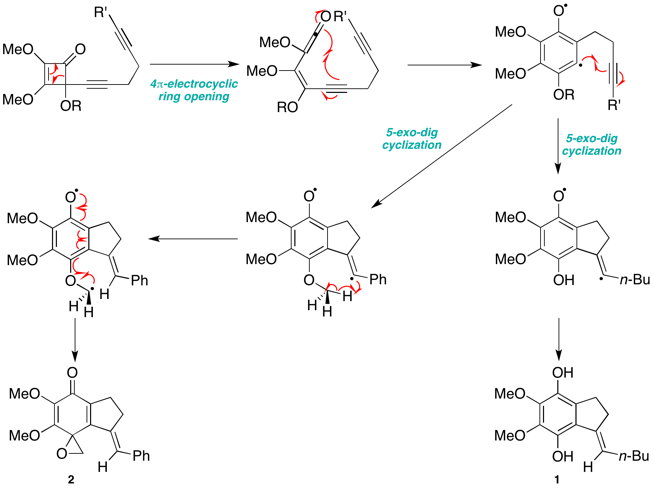 R'
MeO
O
MeO
OR
4π-electrocyclic
ring opening
O
R'
MeO
MeO
RO
O•
MeO
MeO
OR
R'
5-exo-dig
cyclization
5-exo-dig
cyclization
O•
MeO
MeO
O
H
Ph
H H
O•
MeO
MeO
O
H
Ph
H H
O•
MeO
MeO
OH
n-Bu
O
MeO
MeO
O
H
Ph
2
OH
MeO
MeO
OH
H
n-Bu
1